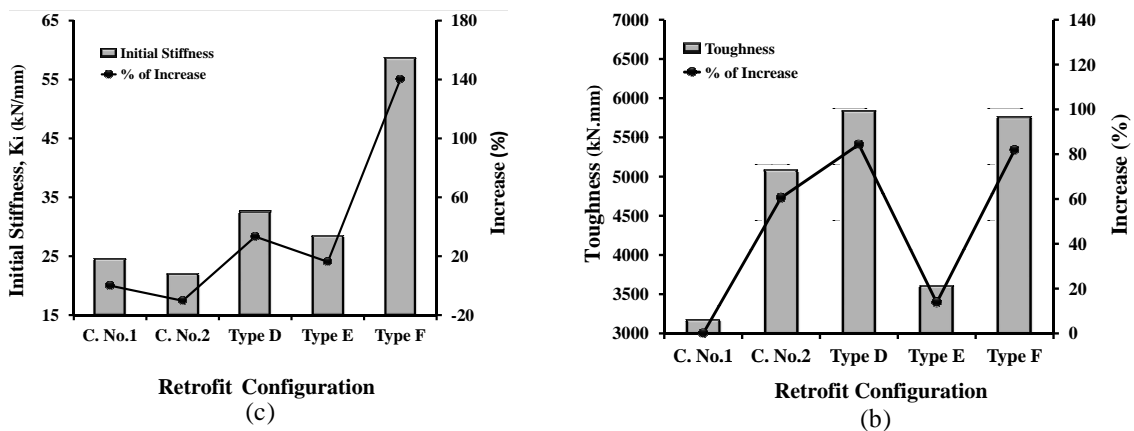 Initial Stiffness, Ki (kN/mm)
65
55
45
35
25
15
Initial Stiffness
% of Increase
180
140
100
60
20
-20
Increase (%)
C. No.1 C. No.2 Type D Type E Type F
Retrofit Configuration
(c)
Toughness (kN.mm)
7000
6500
6000
5500
5000
4500
4000
3500
3000
Toughness
% of Increase
140
120
100
80
60
40
20
0
Increase (%)
C. No.1 C. No.2 Type D Type E Type F
Retrofit Configuration
(b)